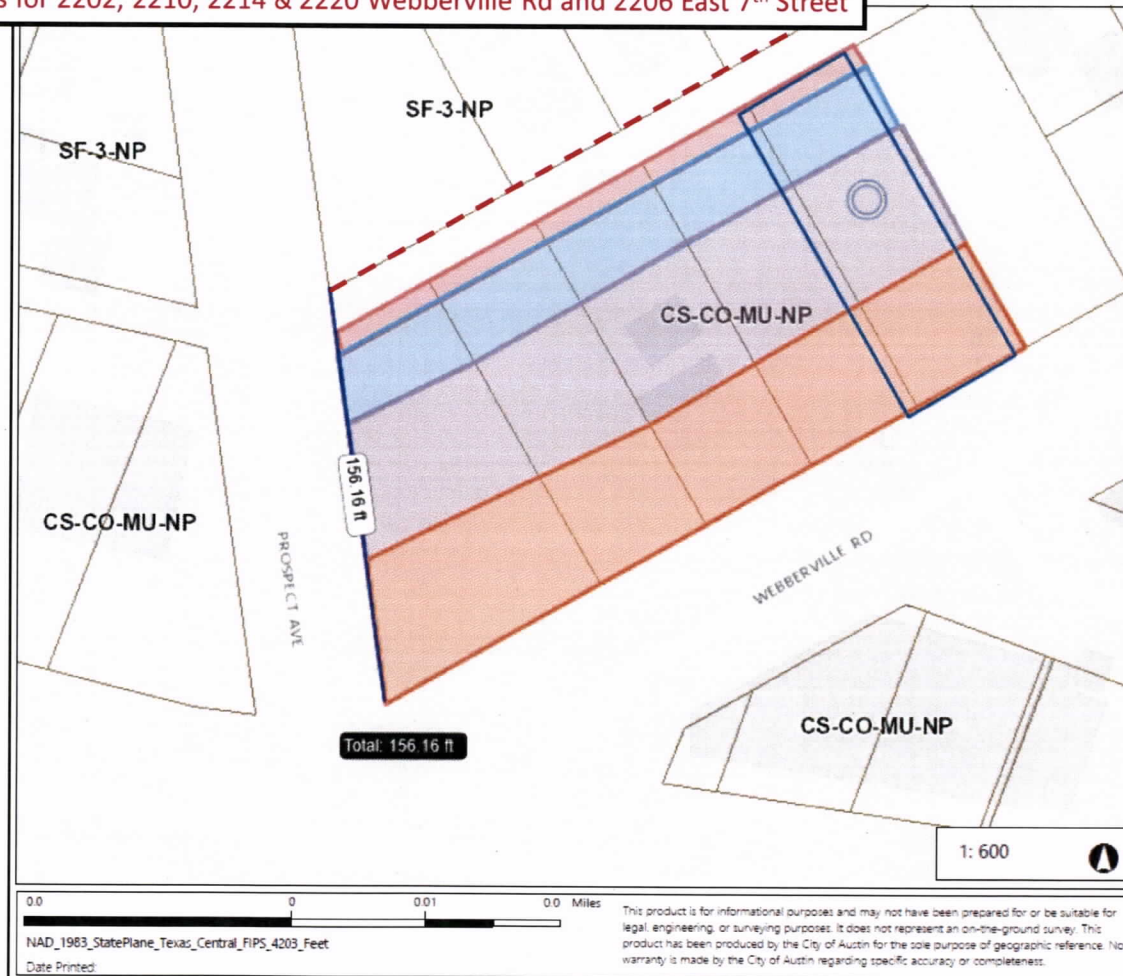 s for 2202, 2210, 2214 & 2220 Webberville Rd and 2206 East 7th Street
SF-3-NP
SF-3-NP
CS-CO-MU-NP
156.16 ft
CS-CO-MU-NP
PROSPECT AVE
WEBBERVILLE RD
CS-CO-MU-NP
Total: 156.16 ft
1: 600
0.0 0 0.01 0.0 Miles
NAD_1983_StatePlane_Texas_Central_FIPS_4203_Feet
Date Printed:
This product is for informational purposes and may not have been prepared for or be suitable for
legal, engineering, or surveying purposes. It does not represent an on-the-ground survey. This
product has been produced by the City of Austin for the sole purpose of geographic reference. No
warranty is made by the City of Austin regarding specific accuracy or completeness.